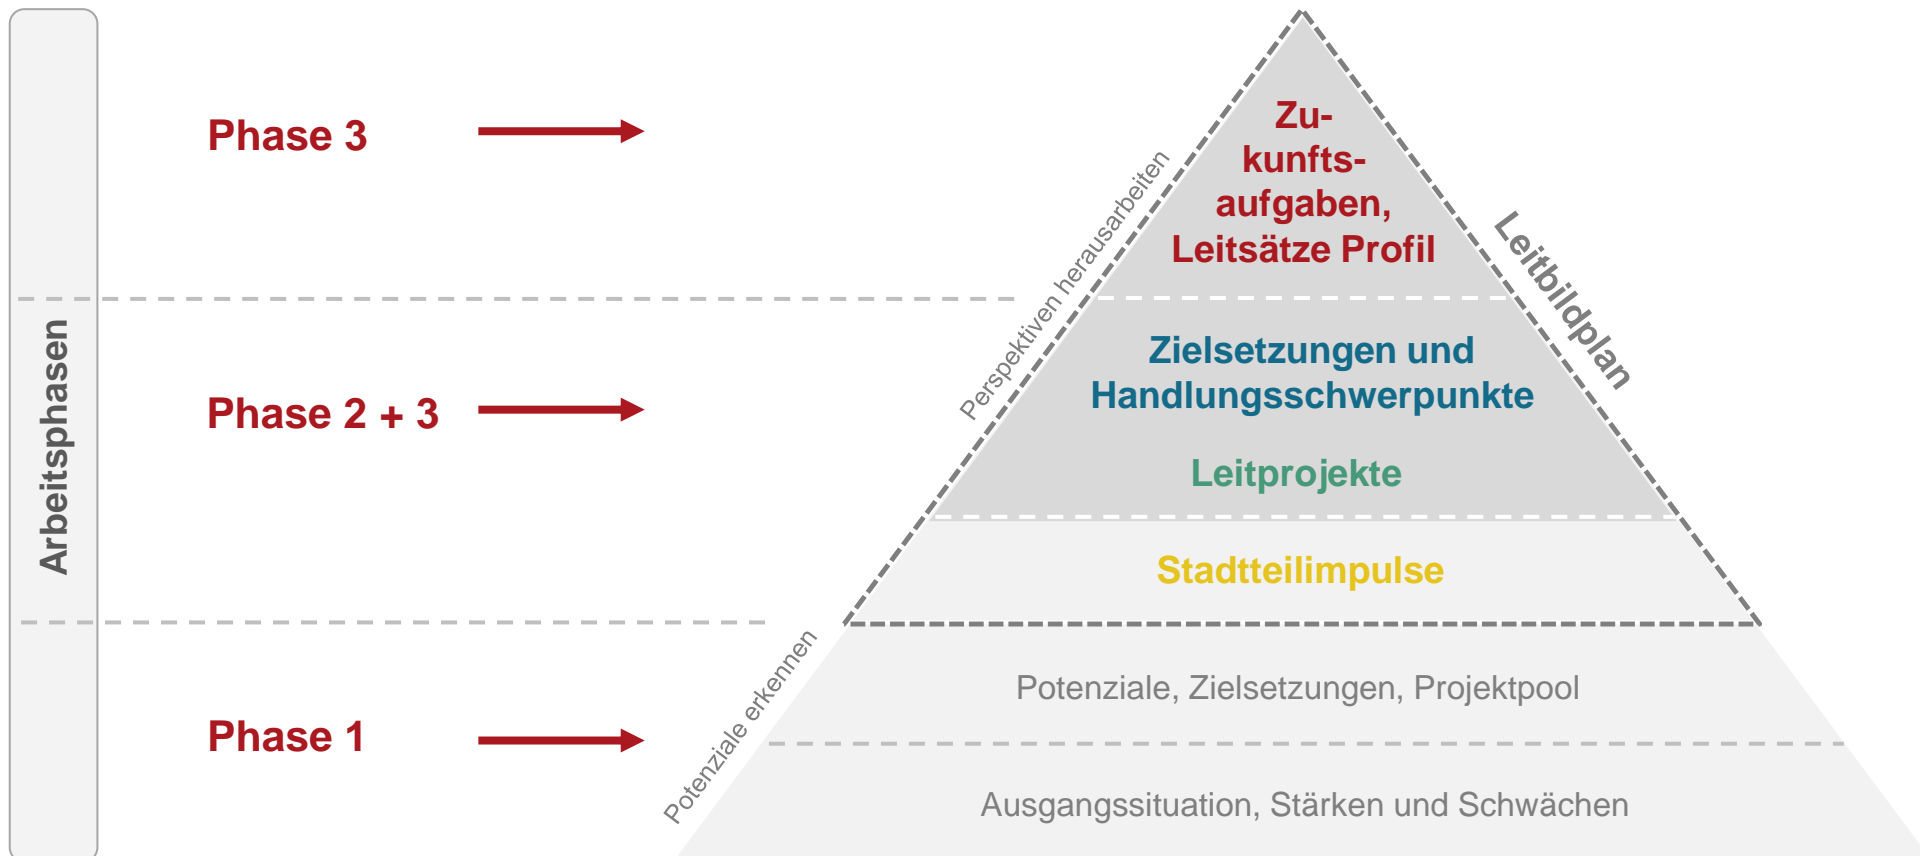 Arbeitsphasen
Phase 3
Phase 2 + 3
Phase 1
Perspektiven herausarbeiten
Potenziale erkennen
Zu-
kunfts-
aufgaben,
Leitsätze Profil
Zielsetzungen und
Handlungsschwerpunkte
Leitprojekte
Stadtteilimpulse
Potenziale, Zielsetzungen, Projektpool
Ausgangssituation, Stärken und Schwächen
Leitbildplan